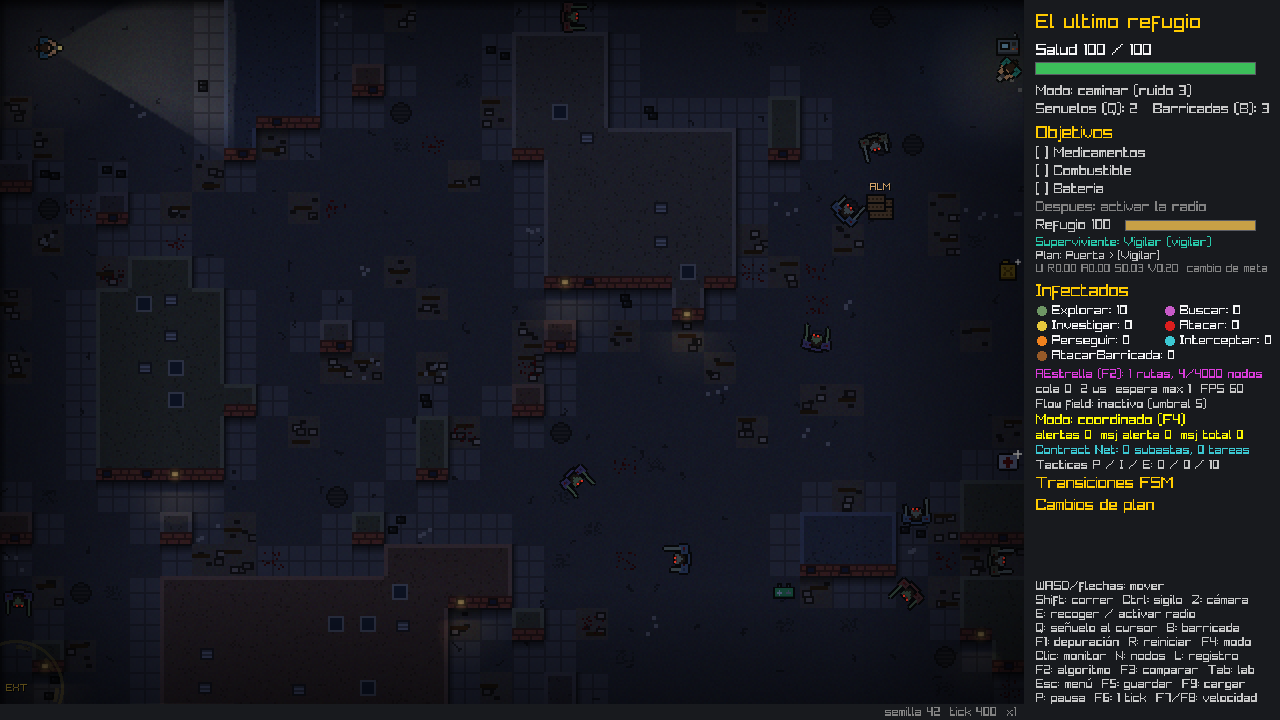 El ultimo refugio
Salud 100 / 100
Modo: caminar (ruido 3)
Senuelos (Q): 2 Barricadas (B): 3
Objetivos
[ ] Medicamentos
[ ] Combustible
[ ] Bateria
Despues: activar la radio
Refugio 100
Superviviente: Vigilar (vigilar)
Plan: Puerta > [Vigilar]
U R0.00 A0.00 S0.03 V0.20 cambio de meta
Infectados
Explorar: 10 Buscar: 0
Investigar: 0 Atacar: 0
Perseguir: 0 Interceptar: 0
AtacarBarricada: 0
AEstrella (F2): 1 rutas, 4/4000 nodos
cola 0 2 us espera max 1 FPS 60
Flow field: inactivo (umbral 5)
Modo: coordinado (F4)
alertas 0 msj alerta 0 msj total 0
Contract Net: 0 subastas, 0 tareas
Tacticas P / I / E: 0 / 0 / 10
Transiciones FSM
Cambios de plan
WASD/flechas: mover
Shift: correr Ctrl: sigilo Z: cámara
E: recoger / activar radio
Q: señuelo al cursor B: barricada
F1: depuración R: reiniciar F4: modo
Clic: monitor N: nodos L: registro
F2: algoritmo F3: comparar Tab: lab
Esc: menú F5: guardar F9: cargar
P: pausa F6: 1 tick F7/F8: velocidad
ALM
EXT
semilla 42 tick 400 x1